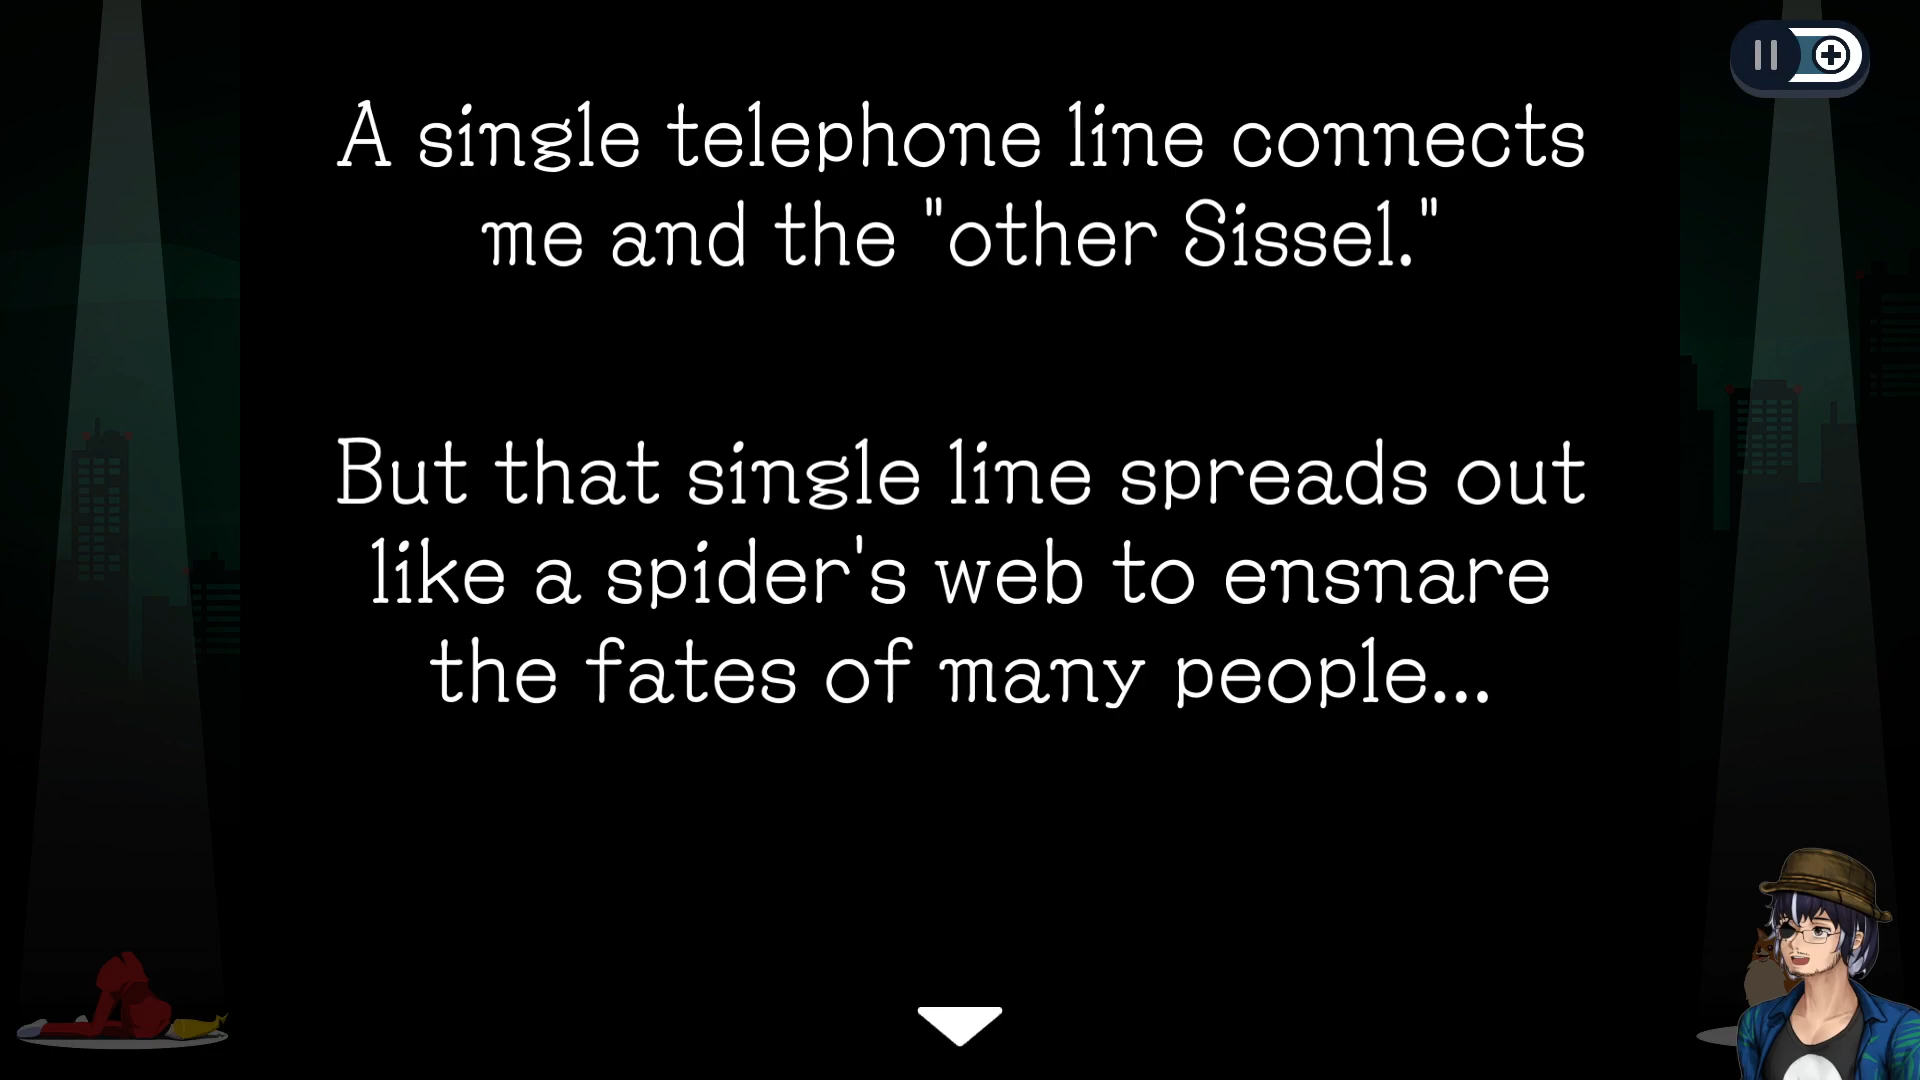 A single telephone line connects
me and the "other Sissel."
But that single line spreads out
like a spider's web to ensnare
the fates of many people...